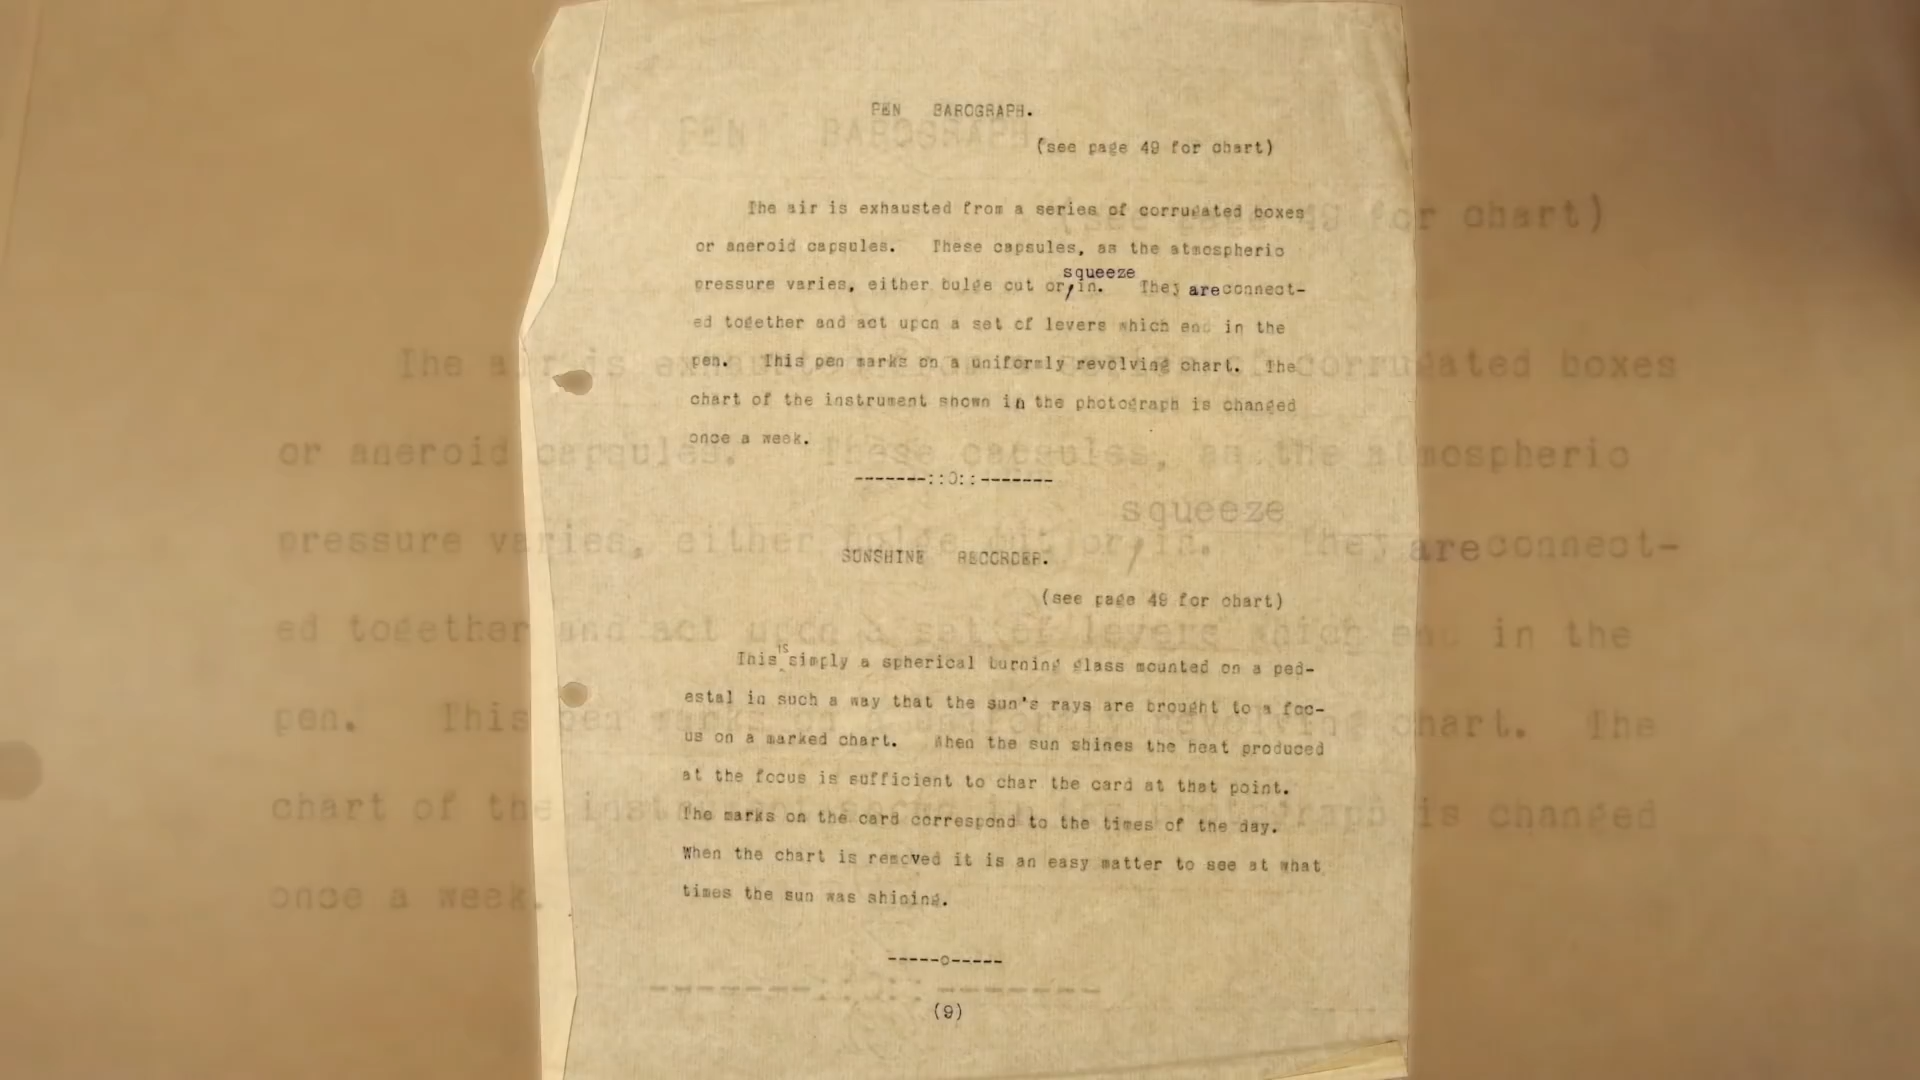 PEN BAROGRAPH.
(see page 49 for chart)
The air is exhausted from a series of corrugated boxes
or aneroid capsules. These capsules, as the atmospheric
squeeze
pressure varies, either bulge out or in. They are connect-
ed together and act upon a set of levers which end in the
pen. This pen marks on a uniformly revolving chart. The
chart of the instrument shown in the photograph is changed
once a week.
-------::O::-------
SUNSHINE RECORDER.
(see page 49 for chart)
is
This simply a spherical burning glass mounted on a ped-
estal in such a way that the sun's rays are brought to a foc-
us on a marked chart. When the sun shines the heat produced
at the focus is sufficient to char the card at that point.
The marks on the card correspond to the times of the day.
When the chart is removed it is an easy matter to see at what
times the sun was shining.
-----o-----
(9)